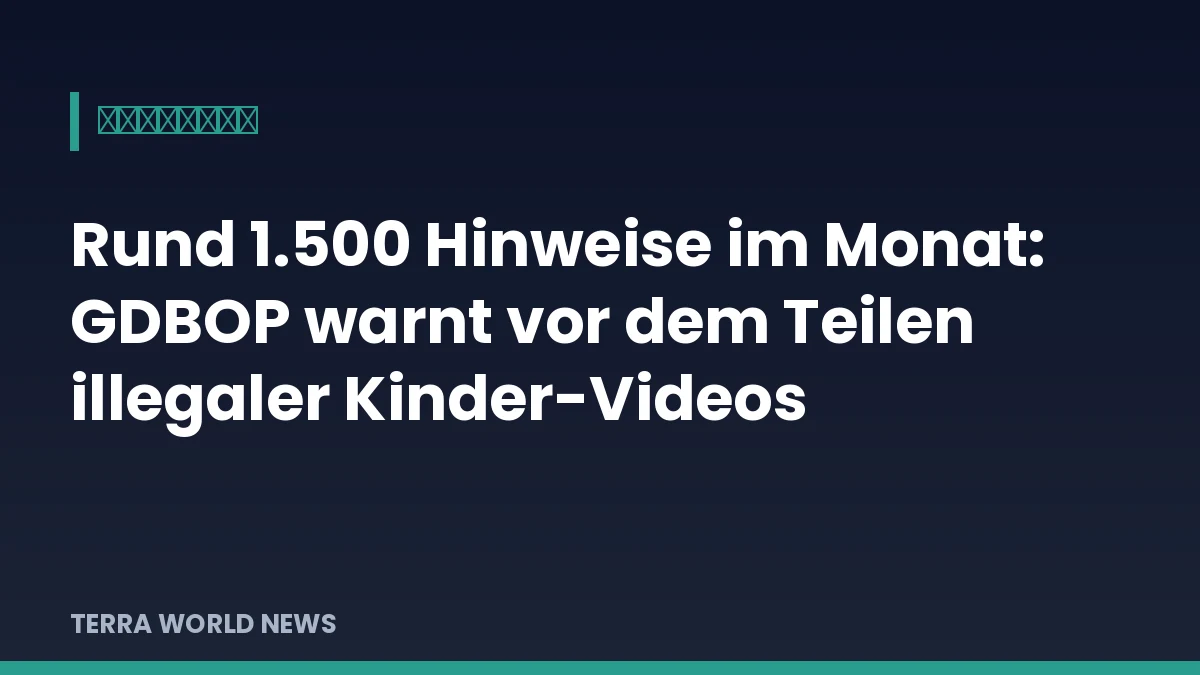 Rund 1.500 Hinweise im Monat:
GDBOP warnt vor dem Teilen
illegaler Kinder-Videos
TERRA WORLD NEWS